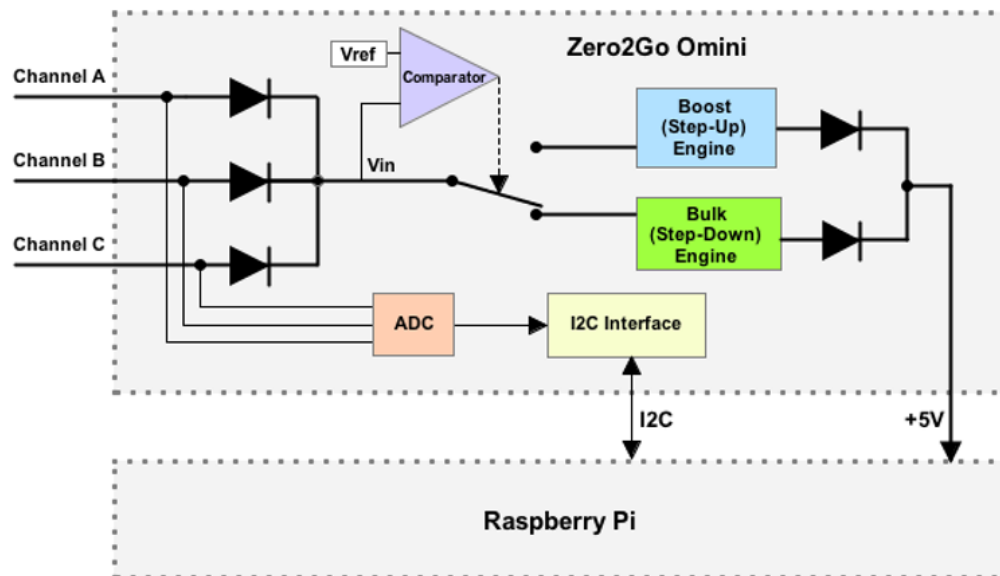 Zero2Go Omini
Vref
Comparator
Channel A
Boost
(Step-Up)
Engine
Channel B
Vin
Bulk
(Step-Down)
Engine
Channel C
ADC
I2C Interface
I2C
+5V
Raspberry Pi